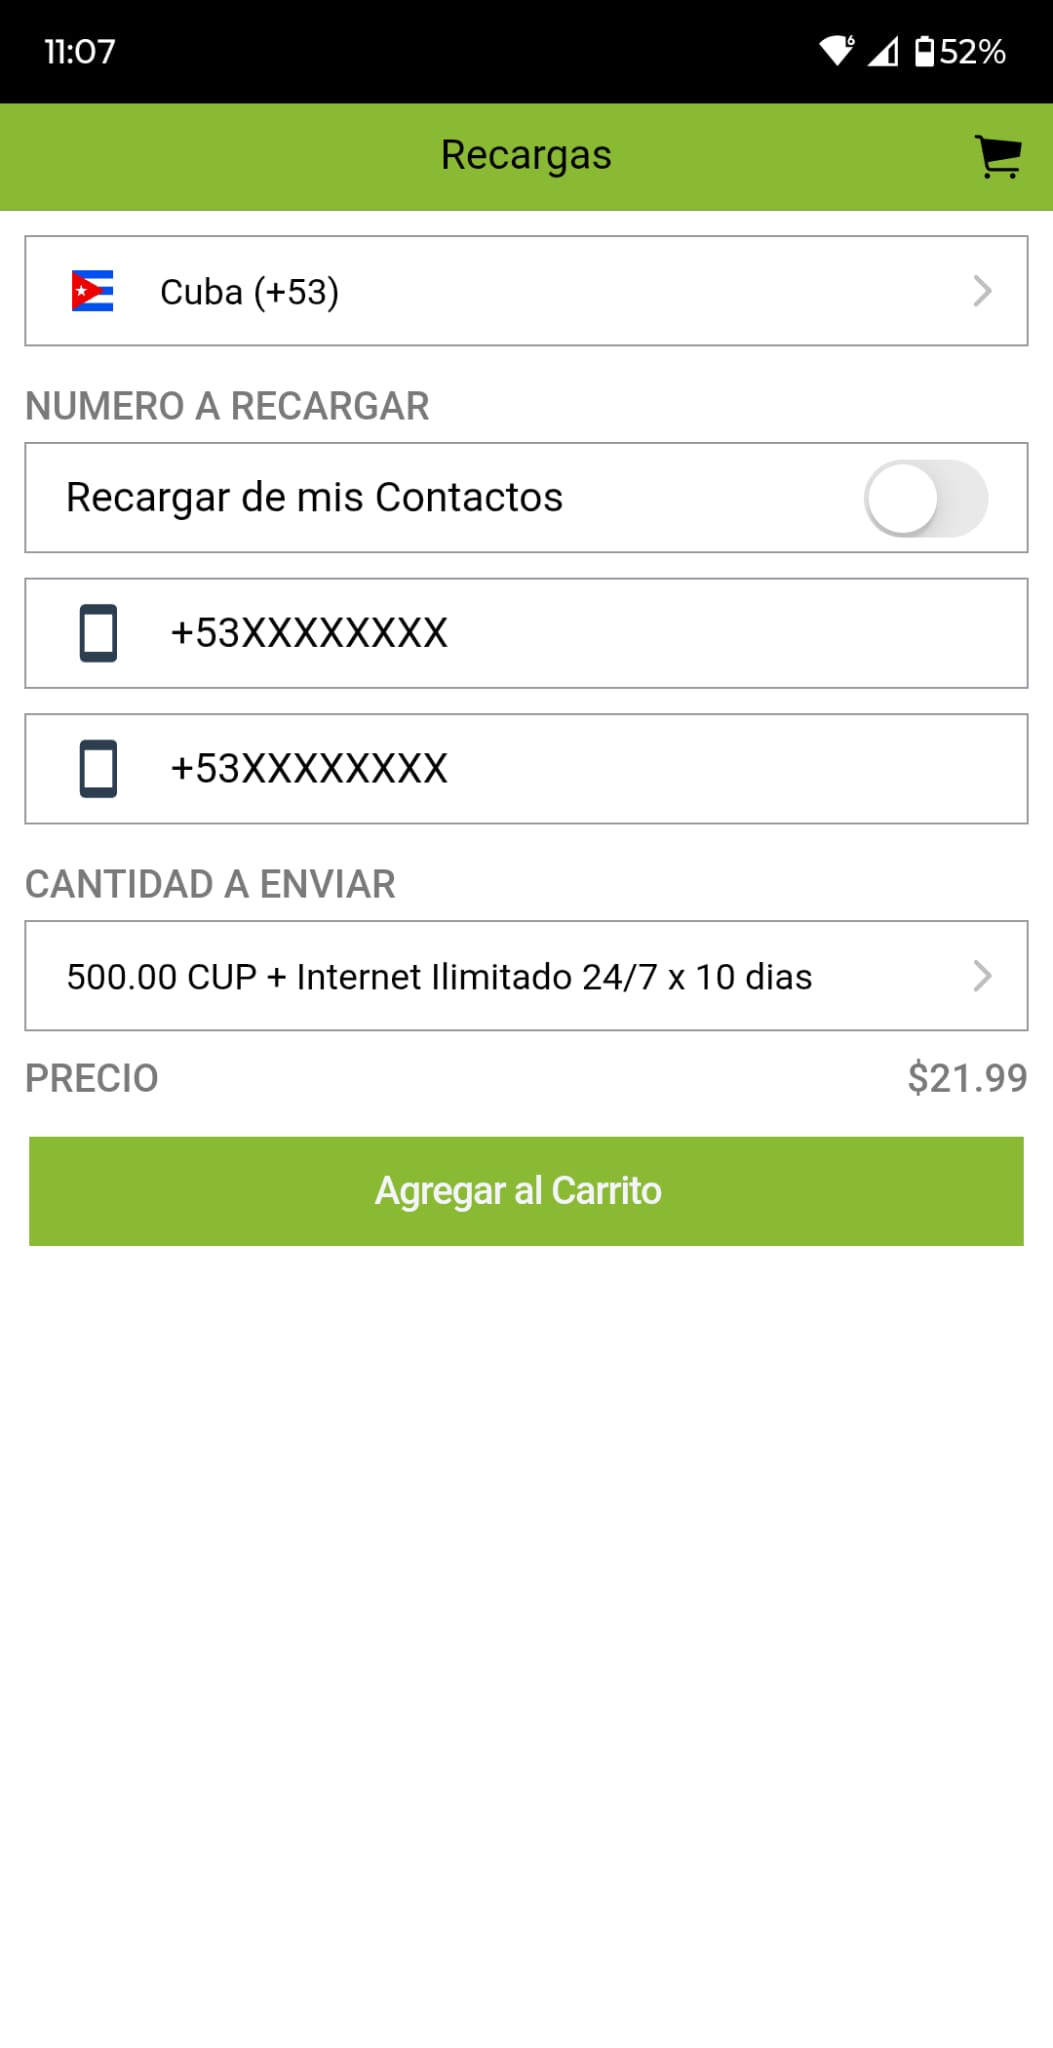 11:07
52%
Recargas
Cuba (+53)
NUMERO A RECARGAR
Recargar de mis Contactos
+53XXXXXXXX
+53XXXXXXXX
CANTIDAD A ENVIAR
500.00 CUP + Internet Ilimitado 24/7 x 10 dias
PRECIO $21.99
Agregar al Carrito